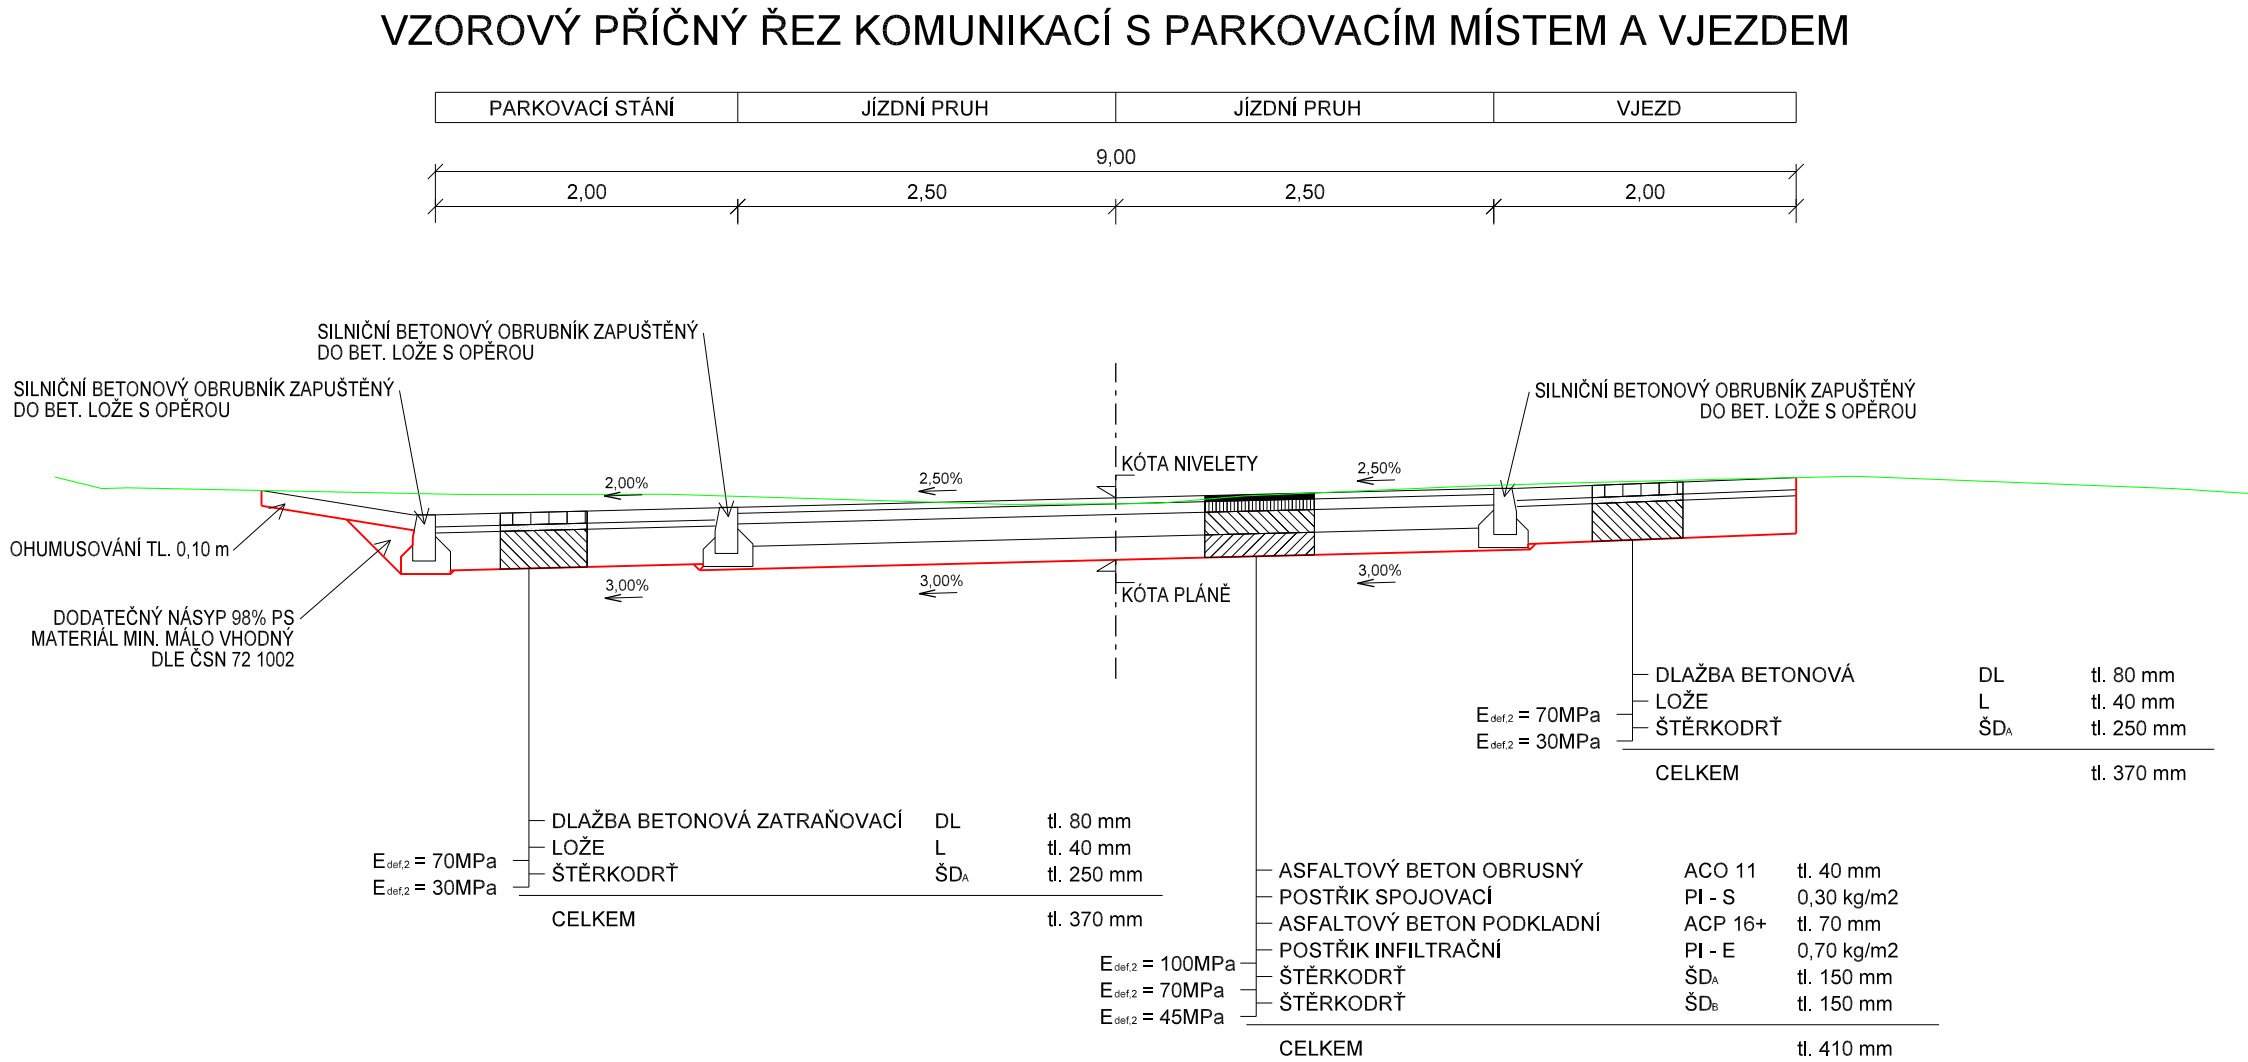 VZOROVÝ PŘÍČNÝ ŘEZ KOMUNIKACÍ S PARKOVACÍM MÍSTEM A VJEZDEM
PARKOVACÍ STÁNÍ JÍZDNÍ PRUH JÍZDNÍ PRUH VJEZD
9,00
2,00 2,50 2,50 2,00
SILNIČNÍ BETONOVÝ OBRUBNÍK ZAPUŠTĚNÝ
DO BET. LOŽE S OPĚROU
SILNIČNÍ BETONOVÝ OBRUBNÍK ZAPUŠTĚNÝ
DO BET. LOŽE S OPĚROU
SILNIČNÍ BETONOVÝ OBRUBNÍK ZAPUŠTĚNÝ
DO BET. LOŽE S OPĚROU
KÓTA NIVELETY
2,00% 2,50% 2,50%
OHUMUSOVÁNÍ TL. 0,10 m
3,00% 3,00% 3,00%
KÓTA PLÁNĚ
DODATEČNÝ NÁSYP 98% PS
MATERIÁL MIN. MÁLO VHODNÝ
DLE ČSN 72 1002
DLAŽBA BETONOVÁ DL tl. 80 mm
LOŽE L tl. 40 mm
Edef,2 = 70MPa
ŠTĚRKODRŤ ŠDA tl. 250 mm
Edef,2 = 30MPa
CELKEM tl. 370 mm
DLAŽBA BETONOVÁ ZATRAŇOVACÍ DL tl. 80 mm
LOŽE L tl. 40 mm
Edef,2 = 70MPa
ŠTĚRKODRŤ ŠDA tl. 250 mm
Edef,2 = 30MPa
CELKEM tl. 370 mm
ASFALTOVÝ BETON OBRUSNÝ ACO 11 tl. 40 mm
POSTŘIK SPOJOVACÍ PI - S 0,30 kg/m2
ASFALTOVÝ BETON PODKLADNÍ ACP 16+ tl. 70 mm
POSTŘIK INFILTRAČNÍ PI - E 0,70 kg/m2
Edef,2 = 100MPa
ŠTĚRKODRŤ ŠDA tl. 150 mm
Edef,2 = 70MPa
ŠTĚRKODRŤ ŠDB tl. 150 mm
Edef,2 = 45MPa
CELKEM tl. 410 mm